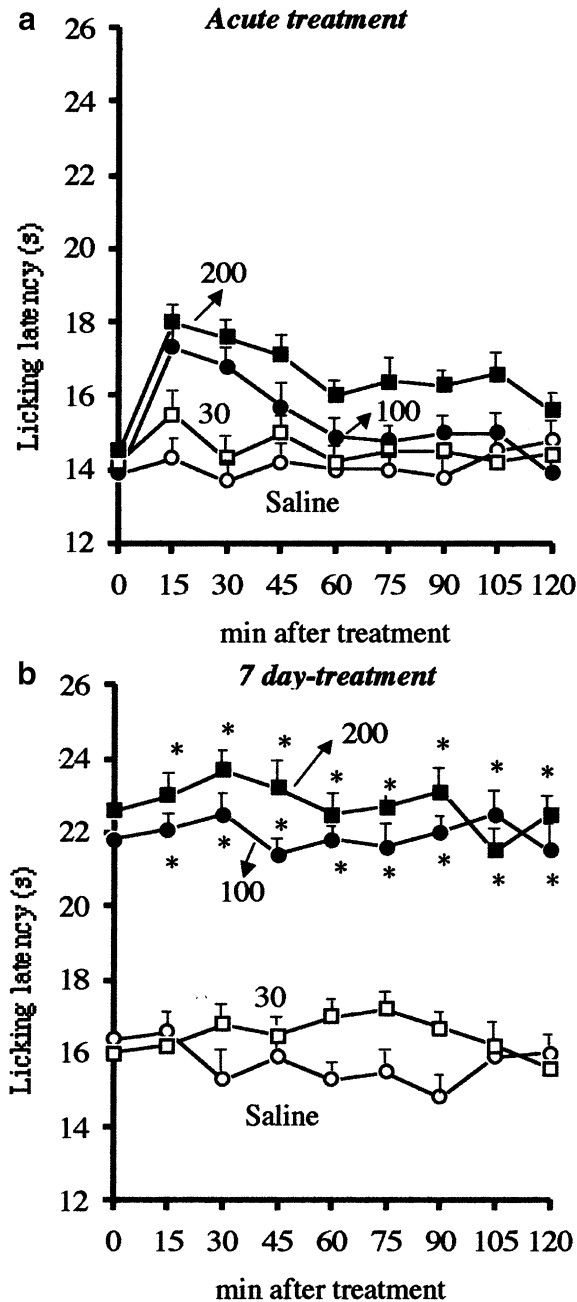 a
Acute treatment
26
24
22
20
18
16
14
12
Licking latency (s)
200
30
100
Saline
0 15 30 45 60 75 90 105 120
min after treatment
b
7 day-treatment
26
24
22
20
18
16
14
12
Licking latency (s)
* * * * * * * *
200
* * * * * * * *
100
30
Saline
0 15 30 45 60 75 90 105 120
min after treatment